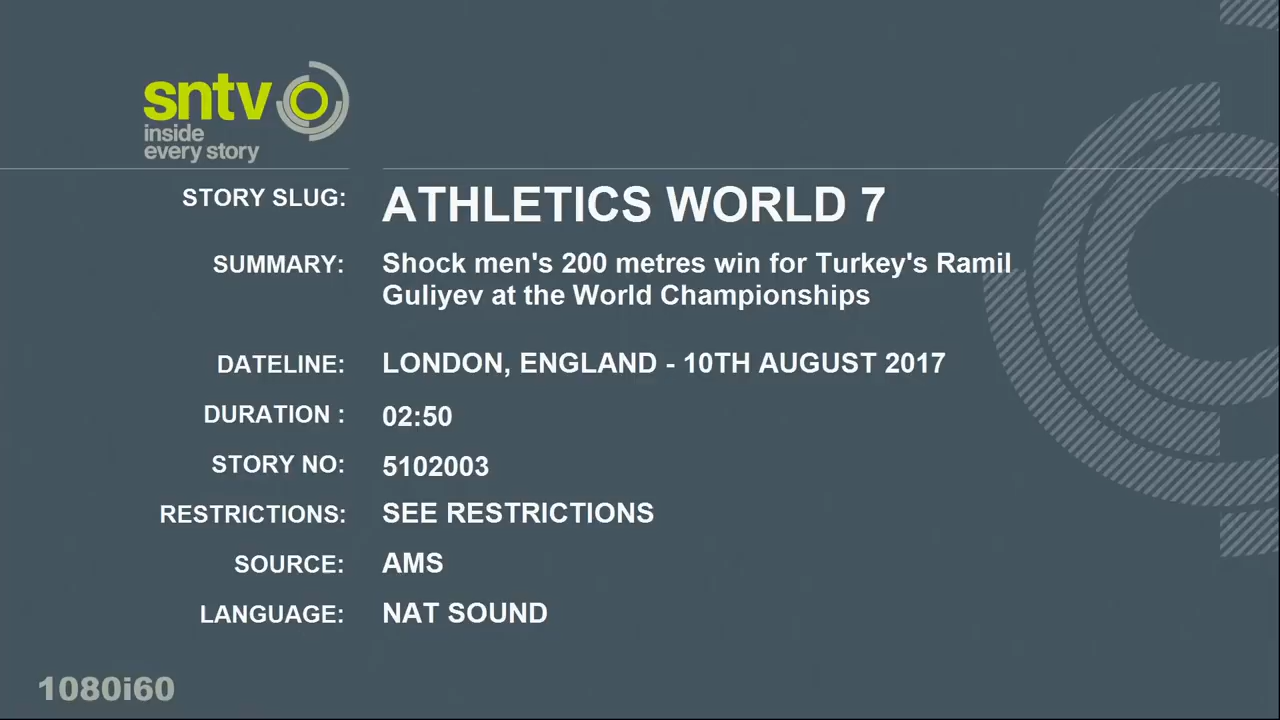 sntv
inside
every story
STORY SLUG: ATHLETICS WORLD 7
SUMMARY: Shock men's 200 metres win for Turkey's Ramil
Guliyev at the World Championships
DATELINE: LONDON, ENGLAND - 10TH AUGUST 2017
DURATION : 02:50
STORY NO: 5102003
RESTRICTIONS: SEE RESTRICTIONS
SOURCE: AMS
LANGUAGE: NAT SOUND
1080i60